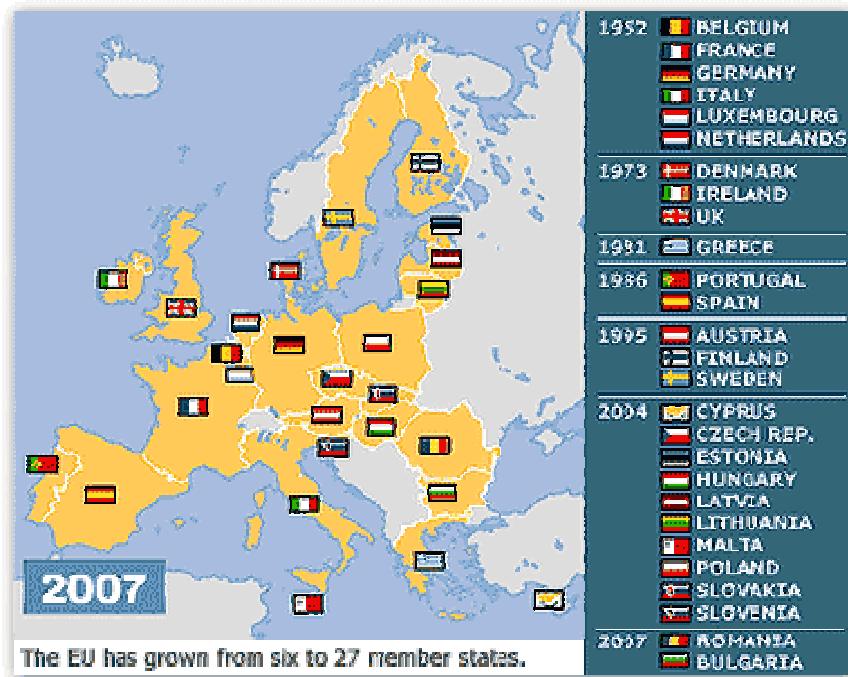 2007
The EU has grown from six to 27 member states.
1952 BELGIUM
FRANCE
GERMANY
ITALY
LUXEMBOURG
NETHERLANDS
1973 DENMARK
IRELAND
UK
1981 GREECE
1986 PORTUGAL
SPAIN
1995 AUSTRIA
FINLAND
SWEDEN
2004 CYPRUS
CZECH REP.
ESTONIA
HUNGARY
LATVIA
LITHUANIA
MALTA
POLAND
SLOVAKIA
SLOVENIA
2007 ROMANIA
BULGARIA